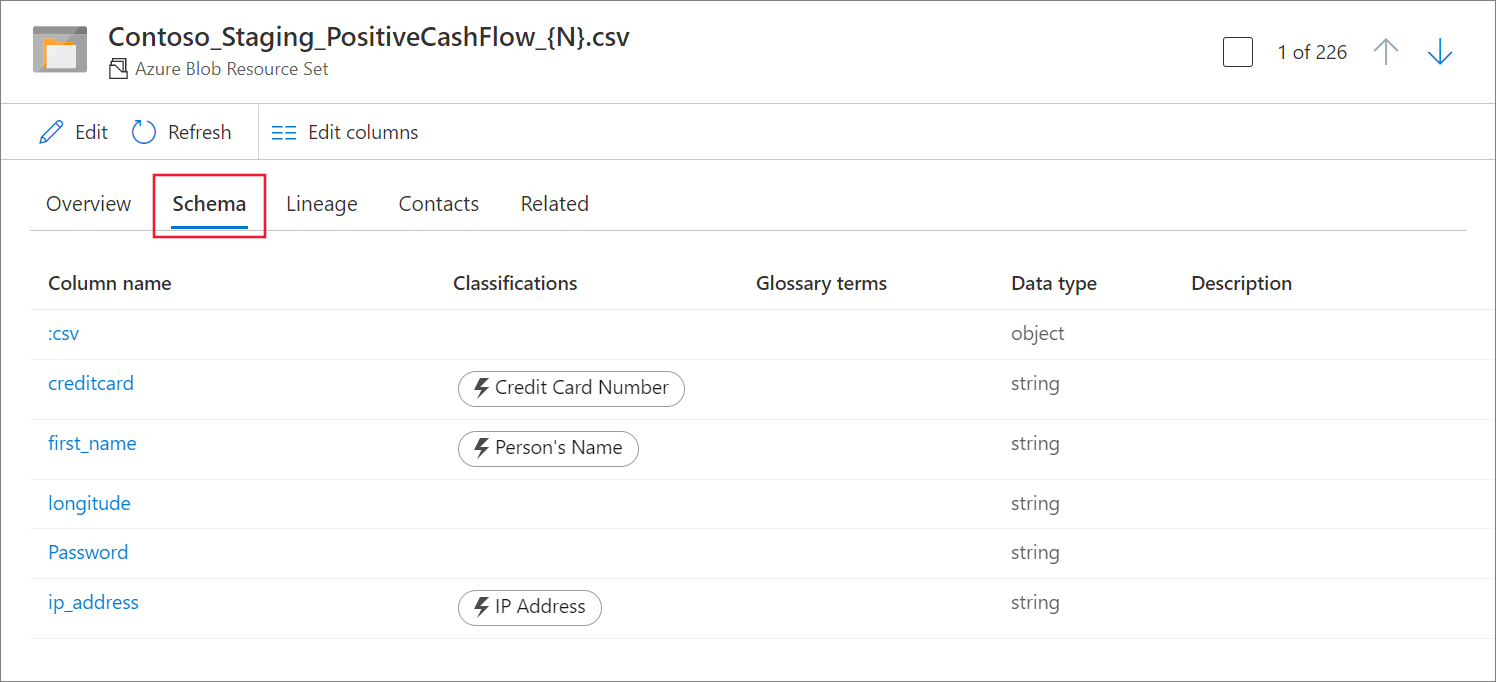 Contoso_Staging_PositiveCashFlow_{N}.csv
Azure Blob Resource Set
1 of 226
Edit Refresh Edit columns
Overview Schema Lineage Contacts Related
Column name Classifications Glossary terms Data type Description
:csv object
creditcard Credit Card Number string
first_name Person's Name string
longitude string
Password string
ip_address IP Address string